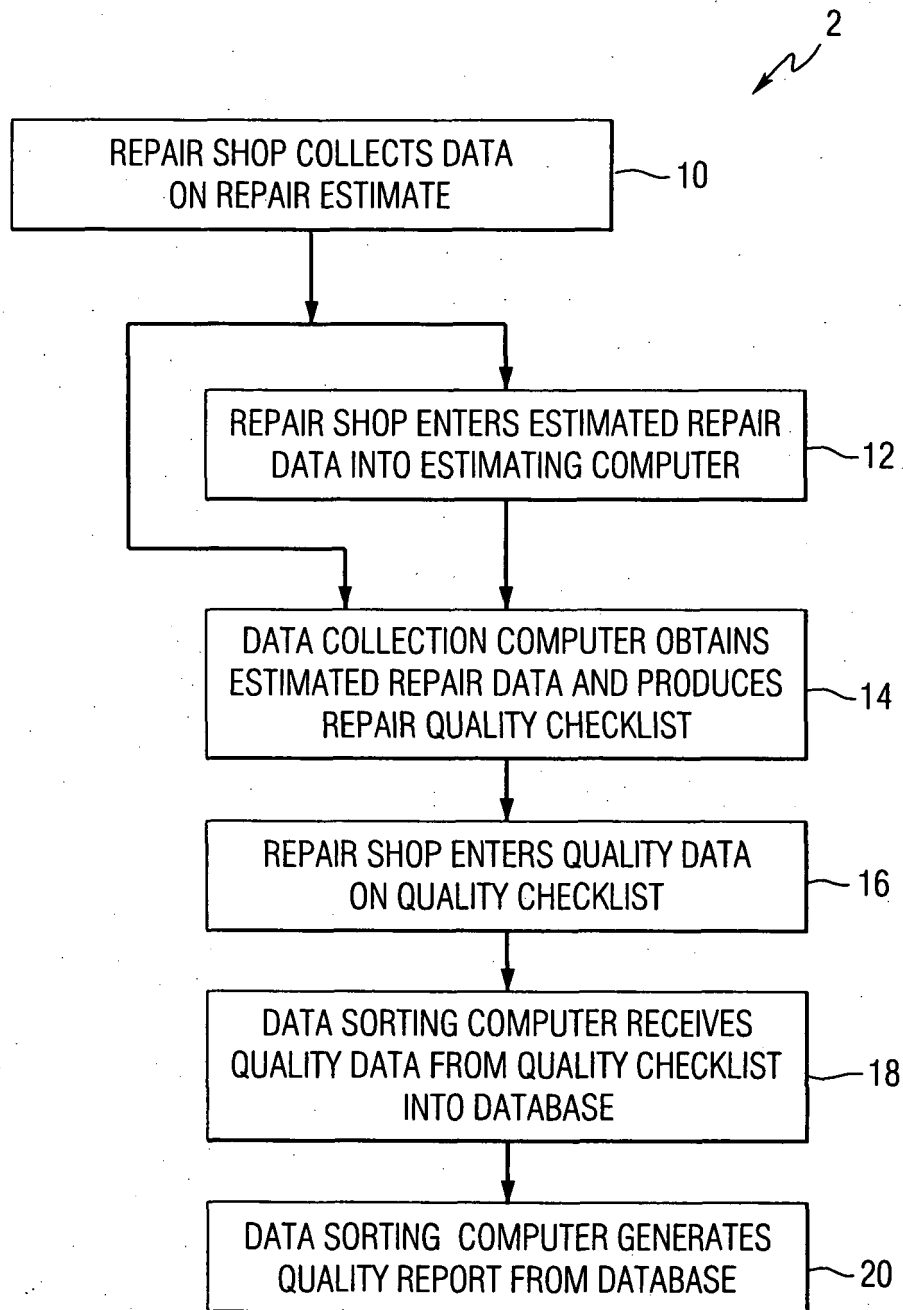 2
REPAIR SHOP COLLECTS DATA
ON REPAIR ESTIMATE
10
REPAIR SHOP ENTERS ESTIMATED REPAIR
DATA INTO ESTIMATING COMPUTER
12
DATA COLLECTION COMPUTER OBTAINS
ESTIMATED REPAIR DATA AND PRODUCES
REPAIR QUALITY CHECKLIST
14
REPAIR SHOP ENTERS QUALITY DATA
ON QUALITY CHECKLIST
16
DATA SORTING COMPUTER RECEIVES
QUALITY DATA FROM QUALITY CHECKLIST
INTO DATABASE
18
DATA SORTING COMPUTER GENERATES
QUALITY REPORT FROM DATABASE
20